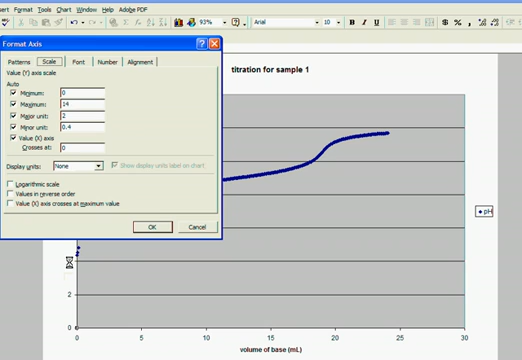 sert Format Tools Chart Window Help Adobe PDF
93% Arial 10 B I U $ % ,
Format Axis
Patterns Scale Font Number Alignment
Value (Y) axis scale
Auto
Minimum: 0
Maximum: 14
Major unit: 2
Minor unit: 0.4
Value (X) axis
Crosses at: 0
Display units: None Show display units label on chart
Logarithmic scale
Values in reverse order
Value (X) axis crosses at maximum value
OK Cancel
titration for sample 1
pH
2
0
0 5 10 15 20 25 30
volume of base (mL)